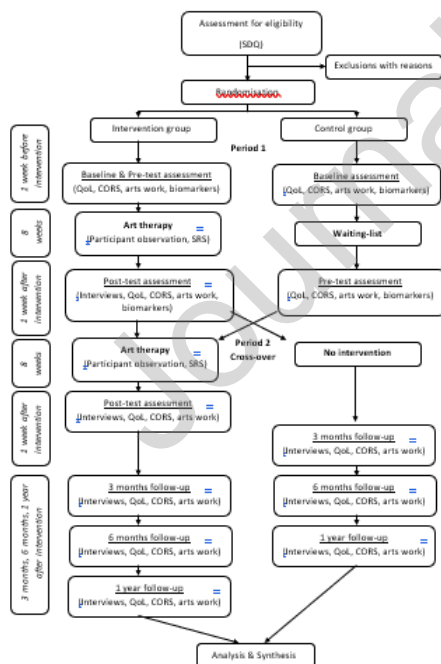 Assessment for eligibility
(SDQ)
Exclusions with reasons
Randomisation
Intervention group
Control group
Period 1
1 week before
intervention
Baseline & Pre-test assessment
(QoL, CORS, arts work, biomarkers)
Baseline assessment
(QoL, CORS, arts work, biomarkers)
8
weeks
Art therapy
(Participant observation, SRS)
Waiting-list
1 week after
intervention
Post-test assessment
(Interviews, QoL, CORS, arts work,
biomarkers)
Pre-test assessment
(QoL, CORS, arts work, biomarkers)
8
weeks
Art therapy
(Participant observation, SRS)
Period 2
Cross-over
No intervention
1 week after
intervention
Post-test assessment
(Interviews, QoL, CORS, arts work)
3 months follow-up
(Interviews, QoL, CORS, arts work)
3 months, 6 months, 1 year
after intervention
3 months follow-up
(Interviews, QoL, CORS, arts work)
6 months follow-up
(Interviews, QoL, CORS, arts work)
6 months follow-up
(Interviews, QoL, CORS, arts work)
1 year follow-up
(Interviews, QoL, CORS, arts work)
1 year follow-up
(Interviews, QoL, CORS, arts work)
Analysis & Synthesis
Journal